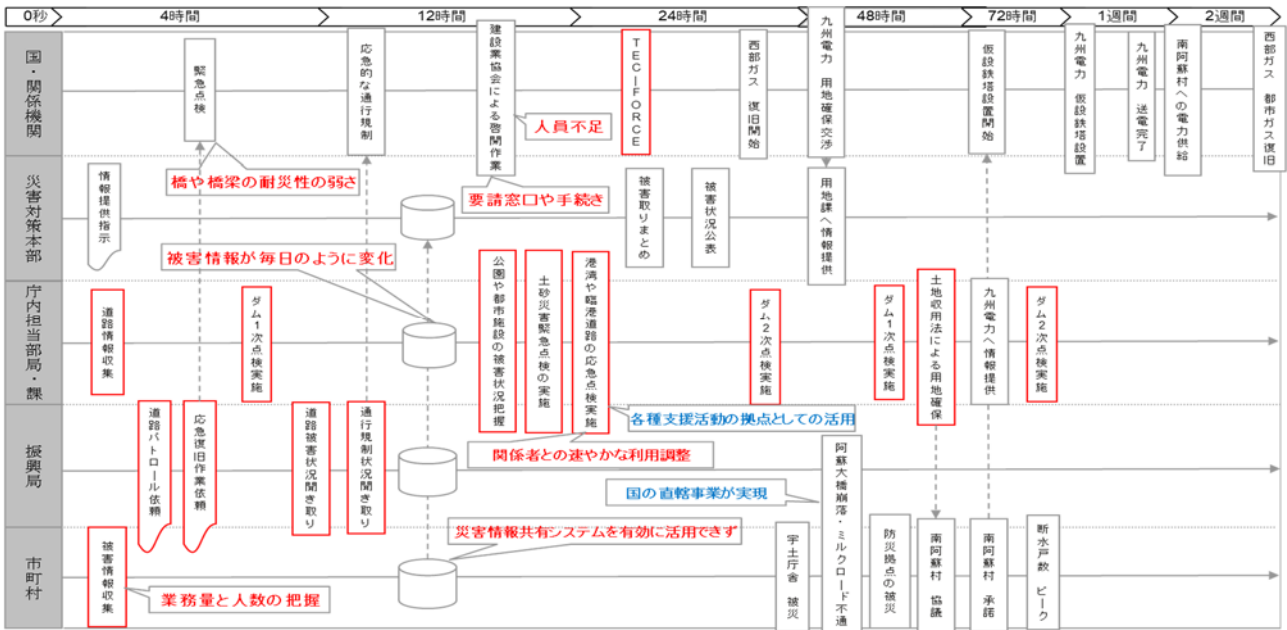 0秒
4時間
12時間
24時間
48時間
72時間
1週間
2週間
国・関係機関
緊急点検
応急的な通行規制
建設業協会による啓開作業
TEC|FORCE
西部ガス 復旧開始
九州電力 用地確保交渉
仮設鉄塔設置開始
九州電力 仮設鉄塔設置
九州電力 送電完了
南阿蘇村への電力供給
西部ガス 都市ガス復旧
人員不足
橋や橋梁の耐災性の弱さ
要請窓口や手続き
災害対策本部
情報提供指示
被害取りまとめ
被害状況公表
用地課へ情報提供
被害情報が毎日のように変化
庁内担当部局・課
道路情報収集
ダム1次点検実施
公園や都市施設の被害状況把握
土砂災害緊急点検の実施
港湾や臨港道路の応急点検実施
ダム2次点検実施
ダム1次点検実施
土地収用法による用地確保
九州電力へ情報提供
ダム2次点検実施
各種支援活動の拠点としての活用
関係者との速やかな利用調整
振興局
道路パトロール依頼
応急復旧作業依頼
道路被害状況聞き取り
通行規制状況聞き取り
国の直轄事業が実現
阿蘇大橋崩落・ミルクロード不通
市町村
被害情報収集
業務量と人数の把握
災害情報共有システムを有効に活用できず
宇土庁舎 被災
防災拠点の被災
南阿蘇村 協議
南阿蘇村 承諾
断水戸数 ピーク